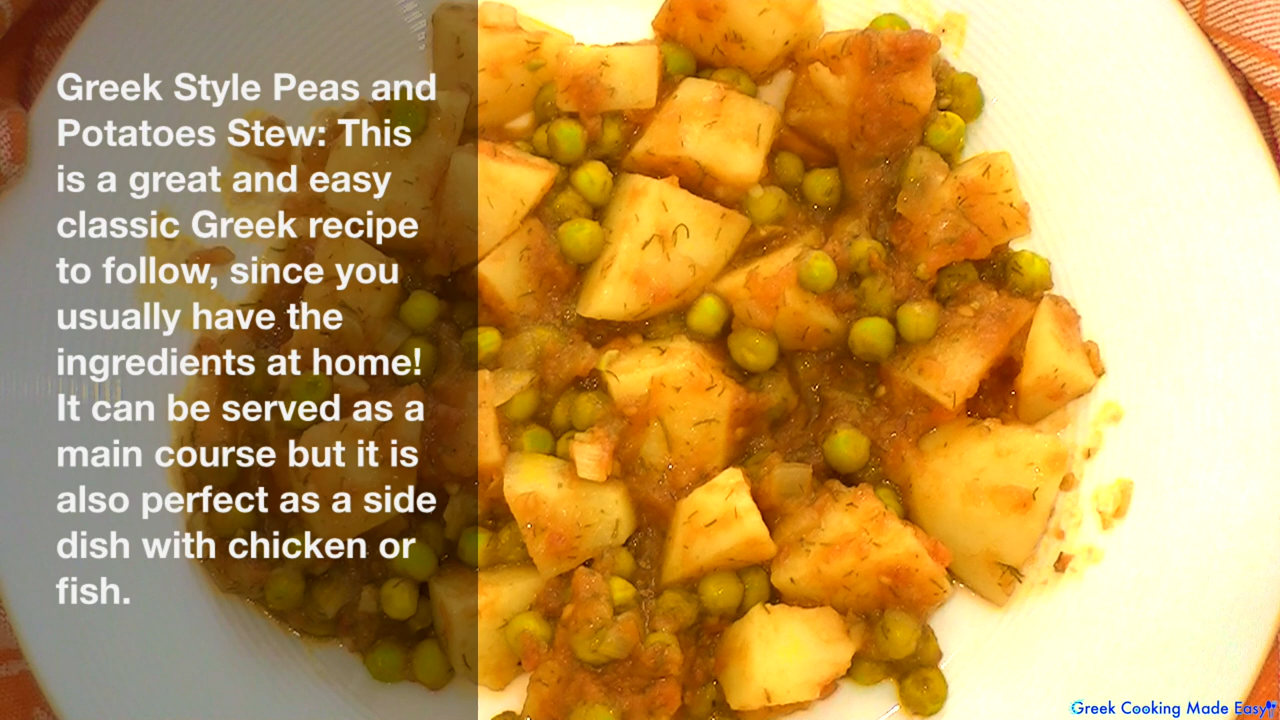 Greek Style Peas and
Potatoes Stew: This
is a great and easy
classic Greek recipe
to follow, since you
usually have the
ingredients at home!
It can be served as a
main course but it is
also perfect as a side
dish with chicken or
fish.
Greek Cooking Made Easy